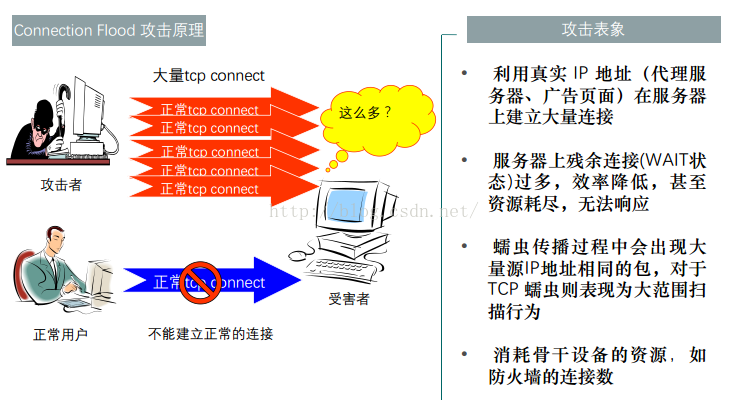 Connection Flood 攻击原理
大量tcp connect
正常tcp connect
正常tcp connect
正常tcp connect
正常tcp connect
正常tcp connect
这么多？
攻击者
正常tcp connect
受害者
正常用户
不能建立正常的连接
http://blog.csdn.net/
攻击表象
• 利用真实 IP 地址（代理服
务器、广告页面）在服务器
上建立大量连接
• 服务器上残余连接(WAIT状
态)过多，效率降低，甚至
资源耗尽，无法响应
• 蠕虫传播过程中会出现大
量源IP地址相同的包，对于
TCP 蠕虫则表现为大范围扫
描行为
• 消耗骨干设备的资源，如
防火墙的连接数